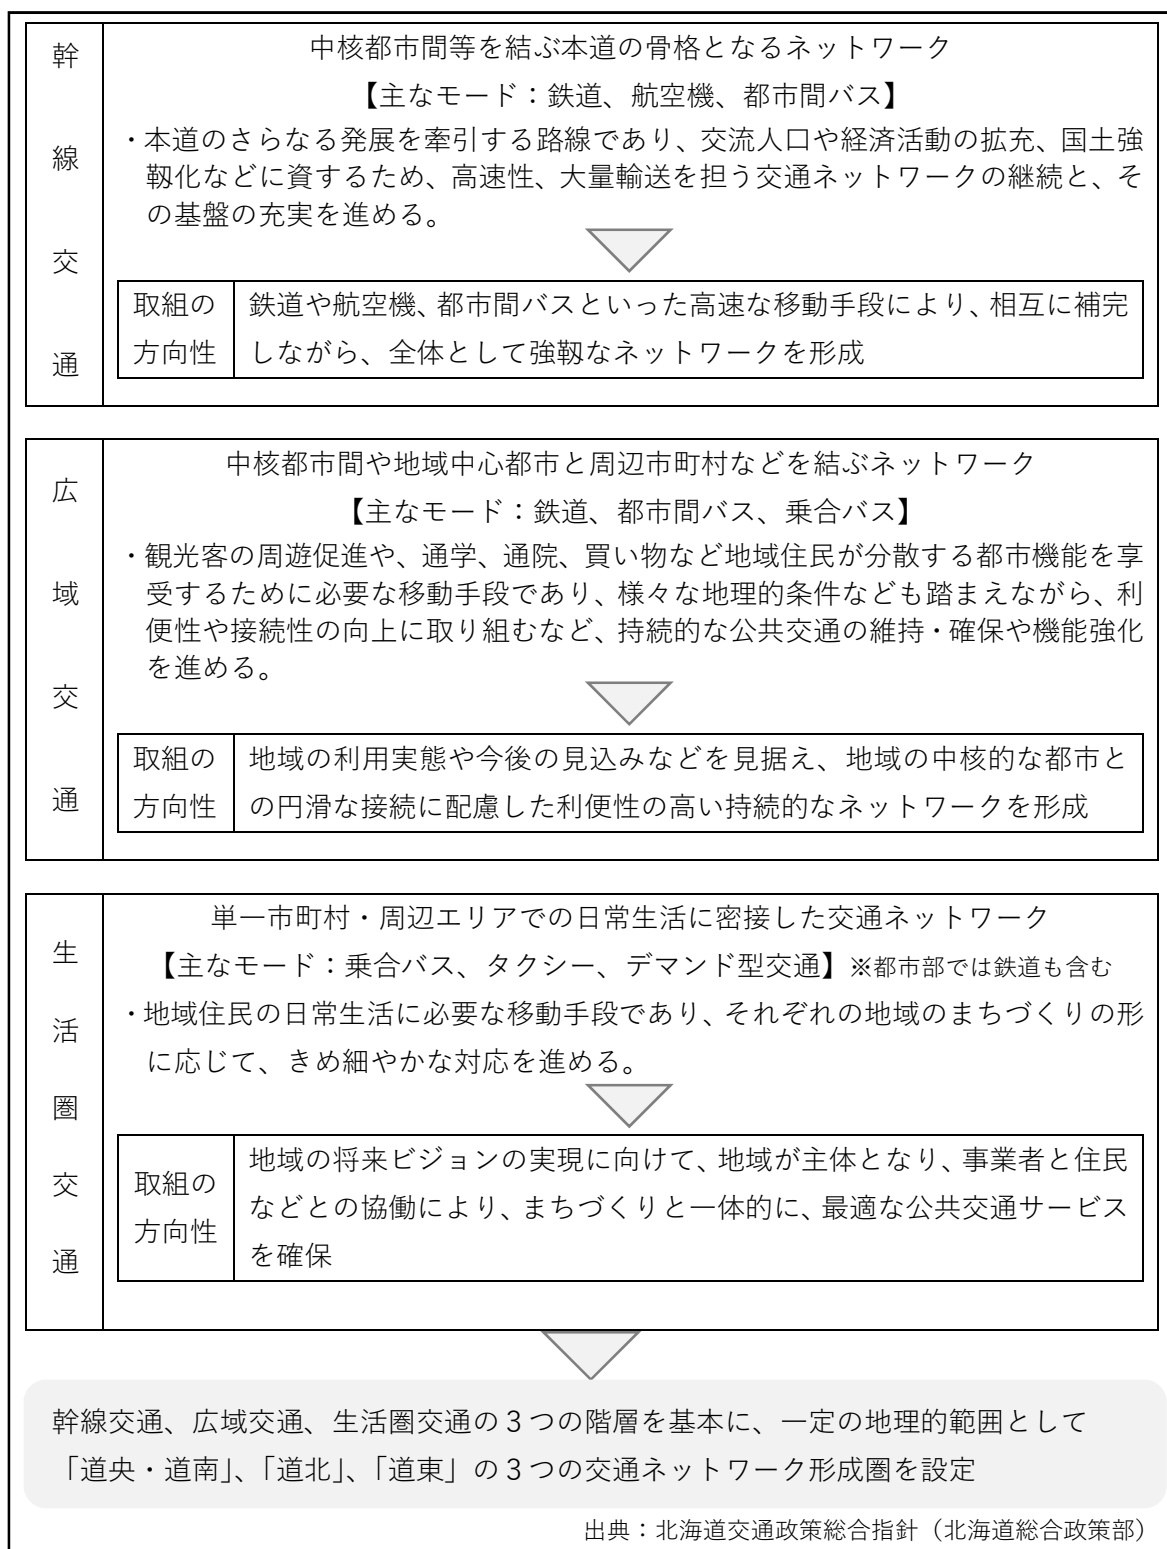 幹線交通
中核都市間等を結ぶ本道の骨格となるネットワーク
【主なモード：鉄道、航空機、都市間バス】
・本道のさらなる発展を牽引する路線であり、交流人口や経済活動の拡充、国土強
靱化などに資するため、高速性、大量輸送を担う交通ネットワークの継続と、そ
の基盤の充実を進める。
取組の
方向性
鉄道や航空機、都市間バスといった高速な移動手段により、相互に補完
しながら、全体として強靱なネットワークを形成
広域交通
中核都市間や地域中心都市と周辺市町村などを結ぶネットワーク
【主なモード：鉄道、都市間バス、乗合バス】
・観光客の周遊促進や、通学、通院、買い物など地域住民が分散する都市機能を享
受するために必要な移動手段であり、様々な地理的条件なども踏まえながら、利
便性や接続性の向上に取り組むなど、持続的な公共交通の維持・確保や機能強化
を進める。
取組の
方向性
地域の利用実態や今後の見込みなどを見据え、地域の中核的な都市と
の円滑な接続に配慮した利便性の高い持続的なネットワークを形成
生活圏交通
単一市町村・周辺エリアでの日常生活に密接した交通ネットワーク
【主なモード：乗合バス、タクシー、デマンド型交通】※都市部では鉄道も含む
・地域住民の日常生活に必要な移動手段であり、それぞれの地域のまちづくりの形
に応じて、きめ細やかな対応を進める。
取組の
方向性
地域の将来ビジョンの実現に向けて、地域が主体となり、事業者と住民
などとの協働により、まちづくりと一体的に、最適な公共交通サービス
を確保
幹線交通、広域交通、生活圏交通の３つの階層を基本に、一定の地理的範囲として
「道央・道南」、「道北」、「道東」の３つの交通ネットワーク形成圏を設定
出典：北海道交通政策総合指針（北海道総合政策部）